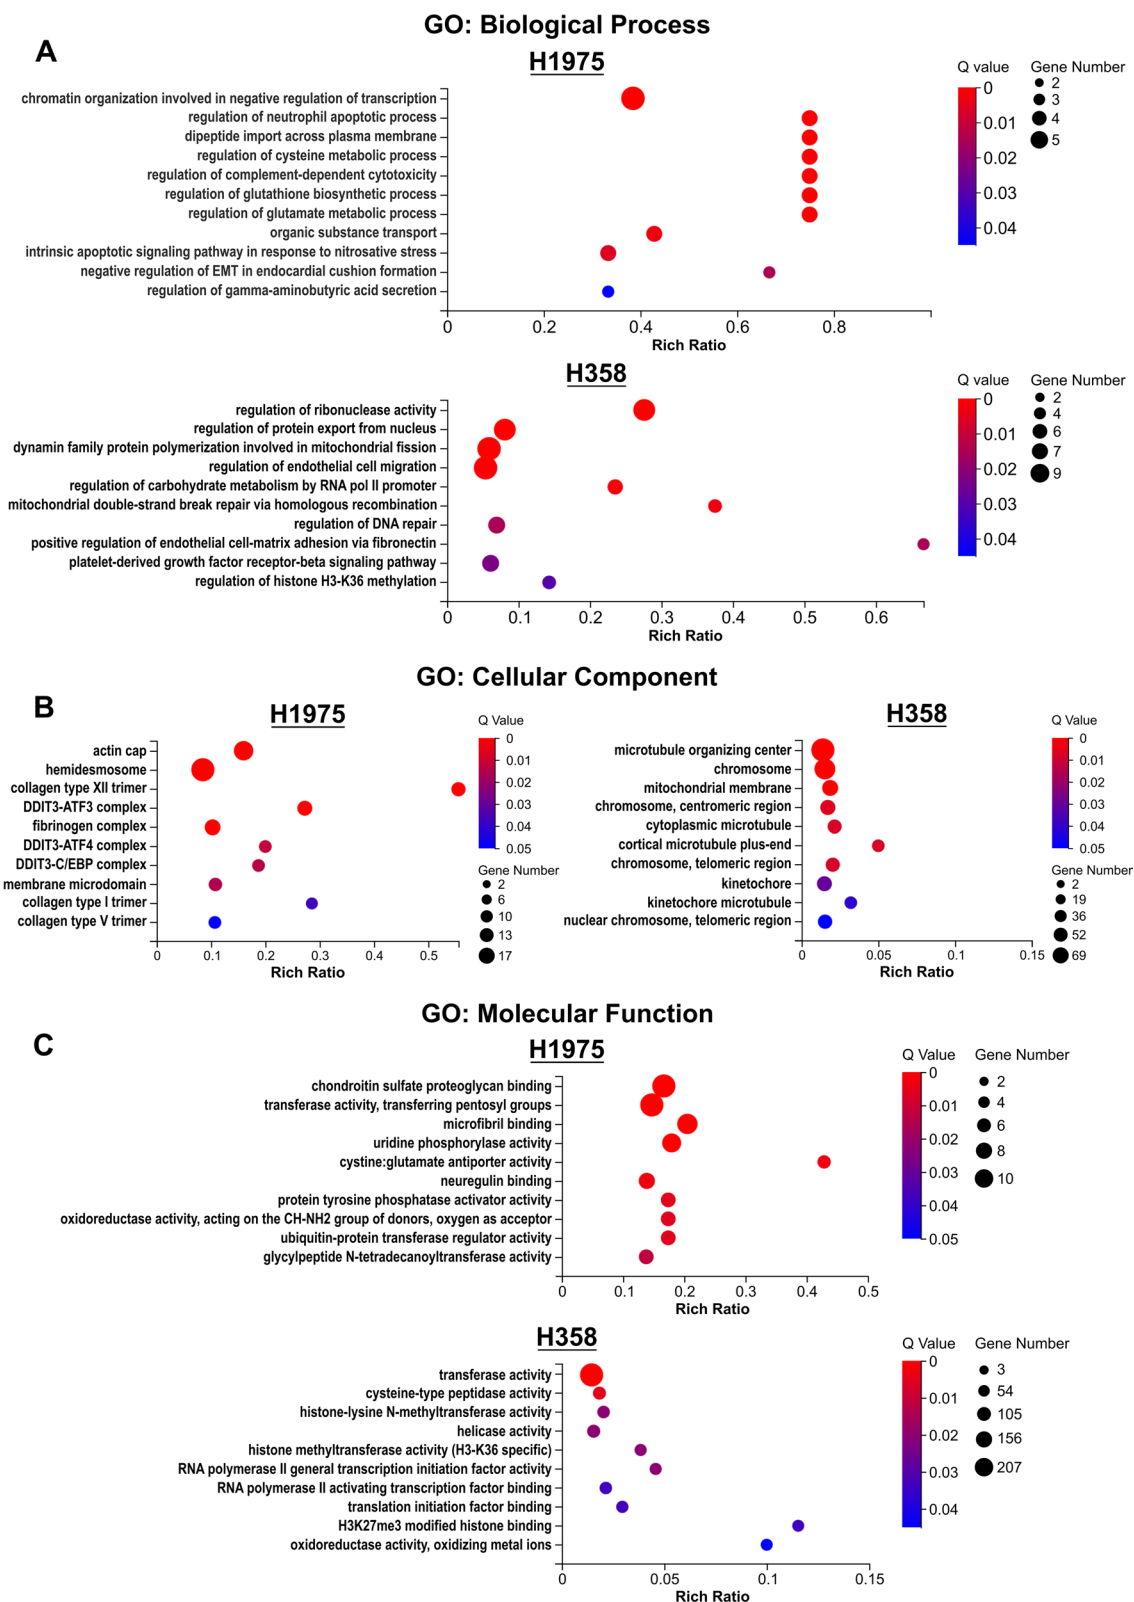 GO: Biological Process
A
H1975
chromatin organization involved in negative regulation of transcription
regulation of neutrophil apoptotic process
dipeptide import across plasma membrane
regulation of cysteine metabolic process
regulation of complement-dependent cytotoxicity
regulation of glutathione biosynthetic process
regulation of glutamate metabolic process
organic substance transport
intrinsic apoptotic signaling pathway in response to nitrosative stress
negative regulation of EMT in endocardial cushion formation
regulation of gamma-aminobutyric acid secretion
0 0.2 0.4 0.6 0.8
Rich Ratio
Q value
0
0.01
0.02
0.03
0.04
Gene Number
2
3
4
5
H358
regulation of ribonuclease activity
regulation of protein export from nucleus
dynamin family protein polymerization involved in mitochondrial fission
regulation of endothelial cell migration
regulation of carbohydrate metabolism by RNA pol II promoter
mitochondrial double-strand break repair via homologous recombination
regulation of DNA repair
positive regulation of endothelial cell-matrix adhesion via fibronectin
platelet-derived growth factor receptor-beta signaling pathway
regulation of histone H3-K36 methylation
0 0.1 0.2 0.3 0.4 0.5 0.6
Rich Ratio
Q value
0
0.01
0.02
0.03
0.04
Gene Number
2
4
6
7
9
GO: Cellular Component
B
H1975
actin cap
hemidesmosome
collagen type XII trimer
DDIT3-ATF3 complex
fibrinogen complex
DDIT3-ATF4 complex
DDIT3-C/EBP complex
membrane microdomain
collagen type I trimer
collagen type V trimer
0 0.1 0.2 0.3 0.4 0.5
Rich Ratio
Q Value
0
0.01
0.02
0.03
0.04
0.05
Gene Number
2
6
10
13
17
H358
microtubule organizing center
chromosome
mitochondrial membrane
chromosome, centromeric region
cytoplasmic microtubule
cortical microtubule plus-end
chromosome, telomeric region
kinetochore
kinetochore microtubule
nuclear chromosome, telomeric region
0 0.05 0.1 0.15
Rich Ratio
Q Value
0
0.01
0.02
0.03
0.04
0.05
Gene Number
2
19
36
52
69
GO: Molecular Function
C
H1975
chondroitin sulfate proteoglycan binding
transferase activity, transferring pentosyl groups
microfibril binding
uridine phosphorylase activity
cystine:glutamate antiporter activity
neuregulin binding
protein tyrosine phosphatase activator activity
oxidoreductase activity, acting on the CH-NH2 group of donors, oxygen as acceptor
ubiquitin-protein transferase regulator activity
glycylpeptide N-tetradecanoyltransferase activity
0 0.1 0.2 0.3 0.4 0.5
Rich Ratio
Q Value
0
0.01
0.02
0.03
0.04
0.05
Gene Number
2
4
6
8
10
H358
transferase activity
cysteine-type peptidase activity
histone-lysine N-methyltransferase activity
helicase activity
histone methyltransferase activity (H3-K36 specific)
RNA polymerase II general transcription initiation factor activity
RNA polymerase II activating transcription factor binding
translation initiation factor binding
H3K27me3 modified histone binding
oxidoreductase activity, oxidizing metal ions
0 0.05 0.1 0.15
Rich Ratio
Q Value
0
0.01
0.02
0.03
0.04
Gene Number
3
54
105
156
207